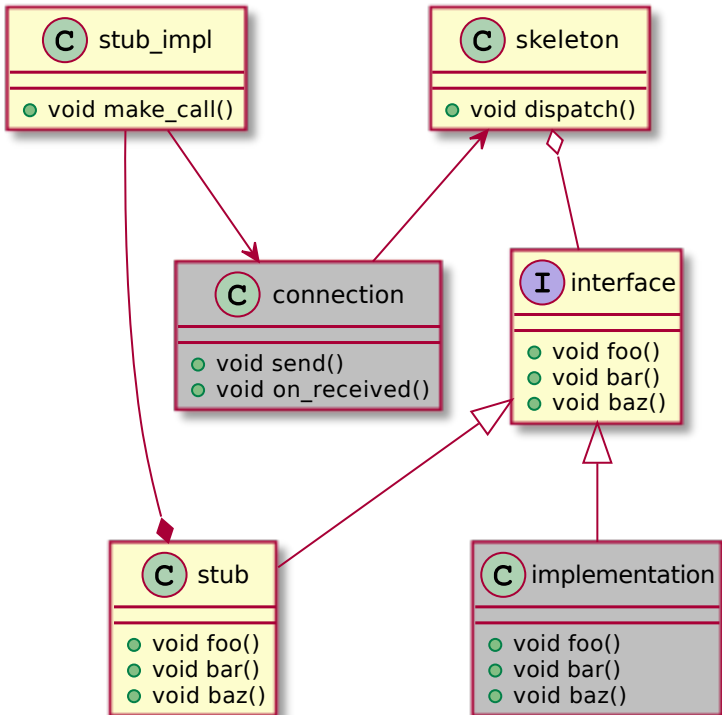 C stub_impl
void make_call()
C skeleton
void dispatch()
C connection
void send()
void on_received()
I interface
void foo()
void bar()
void baz()
C stub
void foo()
void bar()
void baz()
C implementation
void foo()
void bar()
void baz()